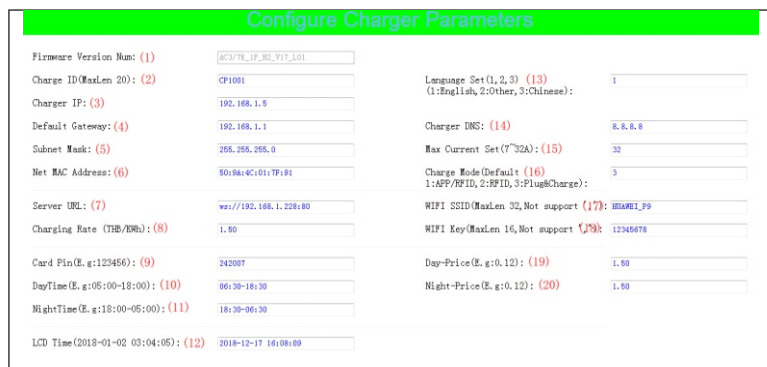 Configure Charger Parameters
Firmware Version Num: (1) AC3/7K_1P_H2_V17_L01
Charge ID(MaxLen 20): (2) CP1001 Language Set(1,2,3) (13) 1
(1:English,2:Other,3:Chinese):
Charger IP: (3) 192.168.1.5
Default Gateway: (4) 192.168.1.1 Charger DNS: (14) 8.8.8.8
Subnet Mask: (5) 255.255.255.0 Max Current Set(7~32A): (15) 32
Net MAC Address: (6) 50:9A:4C:01:7F:91 Charge Mode(Default (16) 3
1:APP/RFID,2:RFID,3:Plug&Charge):
Server URL: (7) ws://192.168.1.228:80 WIFI SSID(MaxLen 32,Not support (17): HUAWEI_P9
Charging Rate (THB/KWh): (8) 1.50 WIFI Key(MaxLen 16,Not support (18): 12345678
Card Pin(E.g:123456): (9) 242007 Day-Price(E.g:0.12): (19) 1.50
DayTime(E.g:05:00-18:00): (10) 06:30-18:30 Night-Price(E.g:0.12): (20) 1.50
NightTime(E.g:18:00-05:00): (11) 18:30-06:30
LCD Time(2018-01-02 03:04:05): (12) 2018-12-17 16:08:09